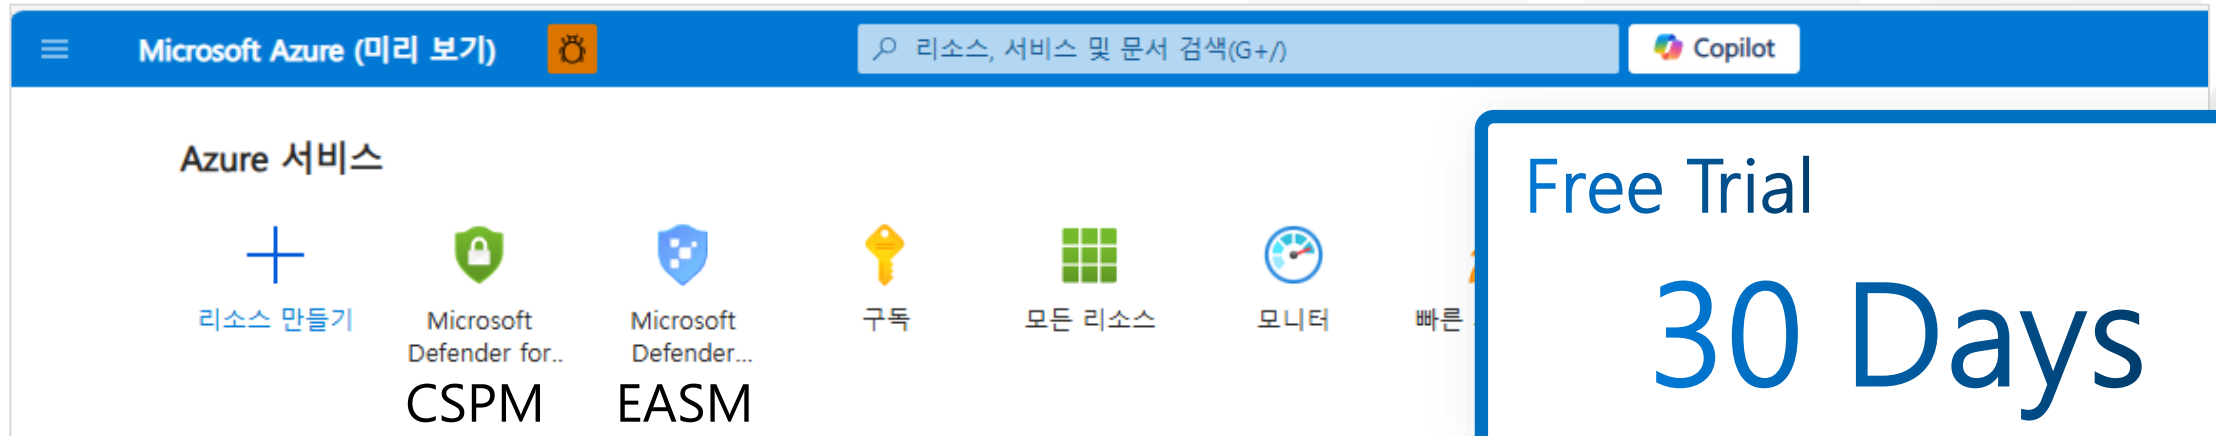 Microsoft Azure (미리 보기)
리소스, 서비스 및 문서 검색(G+/)
Copilot
Azure 서비스
리소스 만들기
Microsoft
Defender for..
CSPM
Microsoft
Defender...
EASM
구독
모든 리소스
모니터
빠른
Free Trial
30 Days